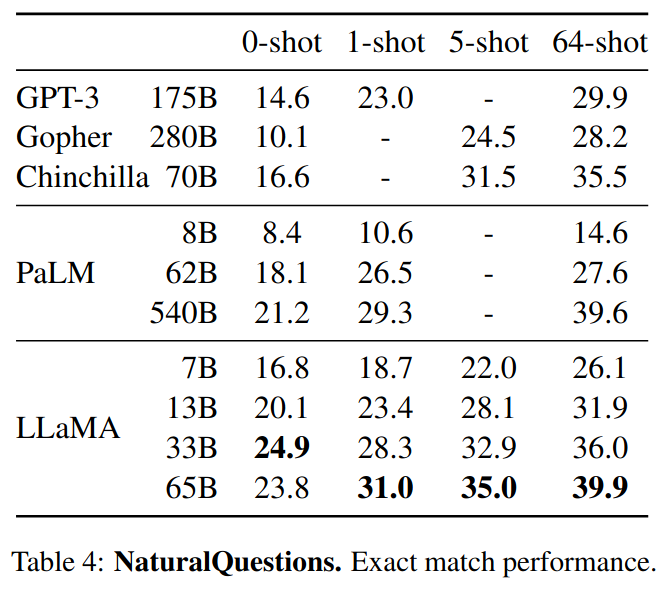 0-shot 1-shot 5-shot 64-shot
GPT-3 175B 14.6 23.0 - 29.9
Gopher 280B 10.1 - 24.5 28.2
Chinchilla 70B 16.6 - 31.5 35.5
8B 8.4 10.6 - 14.6
PaLM 62B 18.1 26.5 - 27.6
540B 21.2 29.3 - 39.6
7B 16.8 18.7 22.0 26.1
13B 20.1 23.4 28.1 31.9
LLaMA
33B 24.9 28.3 32.9 36.0
65B 23.8 31.0 35.0 39.9
Table 4: NaturalQuestions. Exact match performance.